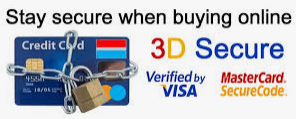 Stay secure when buying online
Credit Card
3D Secure
Verified by
VISA
MasterCard.
SecureCode.